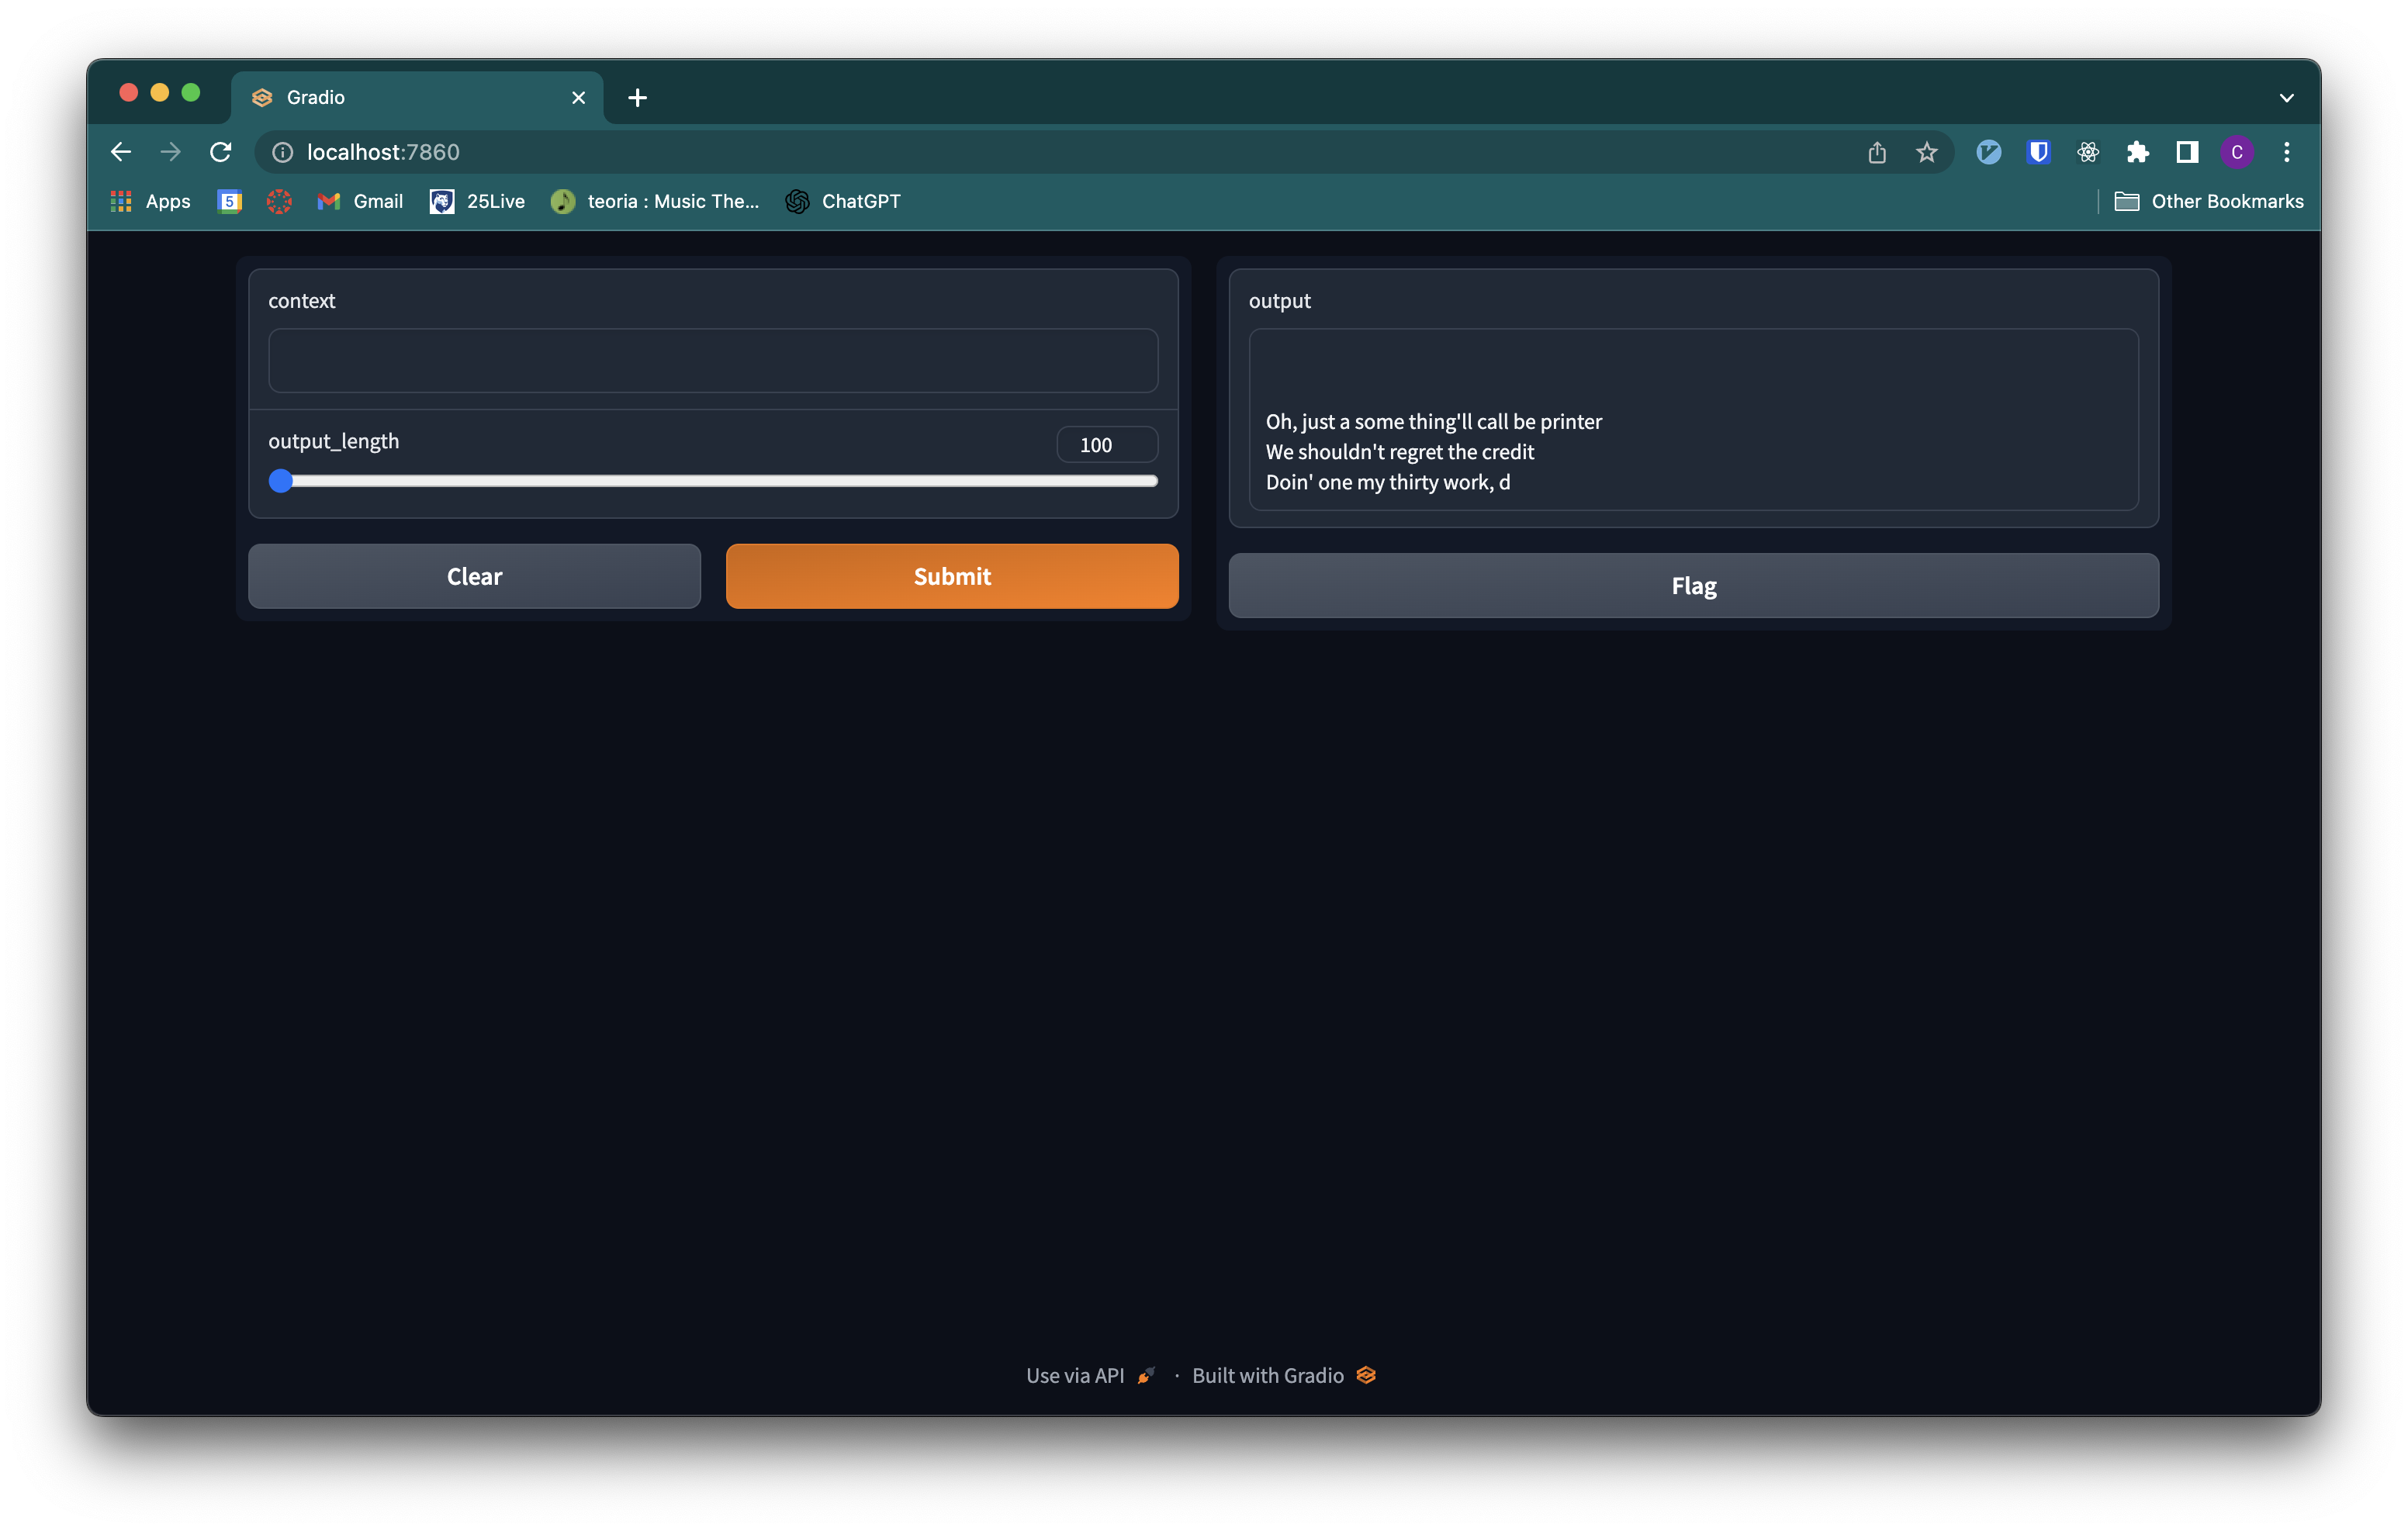 Gradio
localhost:7860
Apps
5
Gmail
25Live
teoria : Music The...
ChatGPT
Other Bookmarks
C
context
output_length
100
Clear
Submit
output
Oh, just a some thing'll call be printer
We shouldn't regret the credit
Doin' one my thirty work, d
Flag
Use via API · Built with Gradio